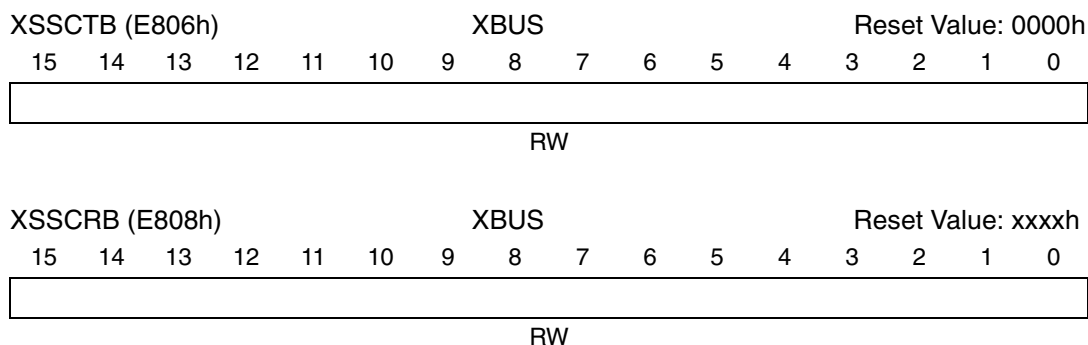 XSSCTB (E806h) XBUS Reset Value: 0000h
15 14 13 12 11 10 9 8 7 6 5 4 3 2 1 0
RW
XSSCRB (E808h) XBUS Reset Value: xxxxh
15 14 13 12 11 10 9 8 7 6 5 4 3 2 1 0
RW